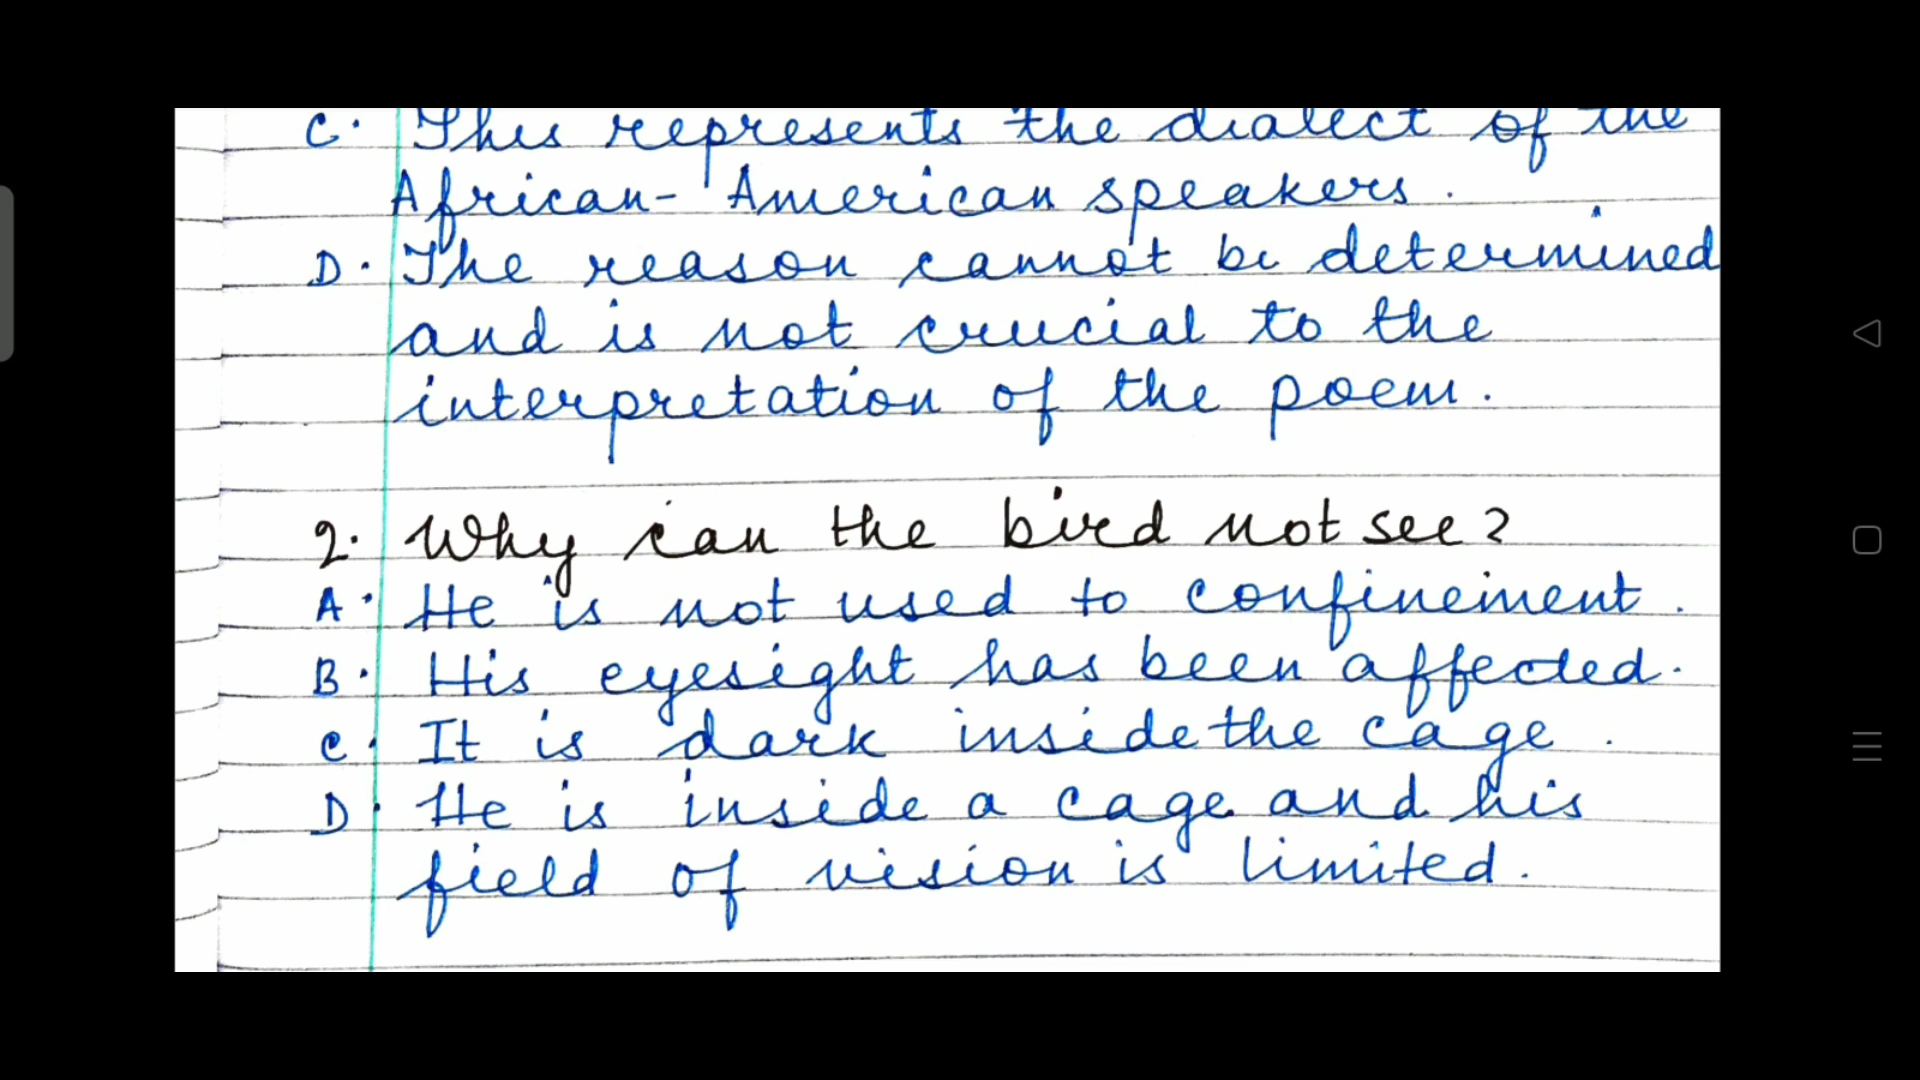 C. This represents the dialect of the
African-American speakers.
D. The reason cannot be determined
and is not crucial to the
interpretation of the poem.
2. Why can the bird not see?
A. He is not used to confinement.
B. His eyesight has been affected.
C. It is dark inside the cage.
D. He is inside a cage and his
field of vision is limited.